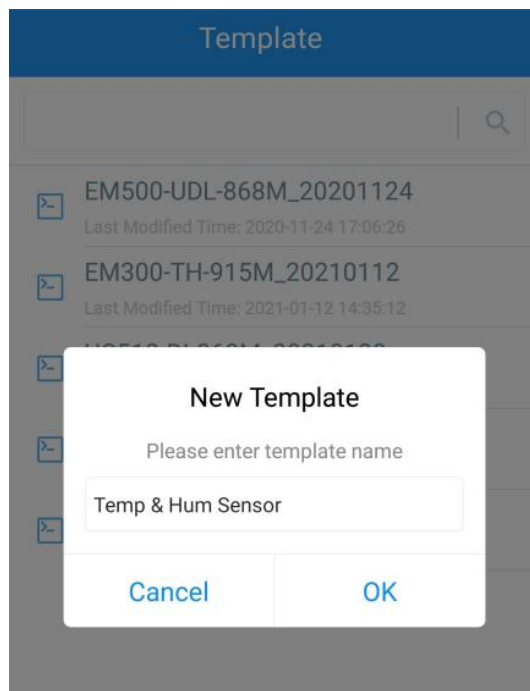 Template
EM500-UDL-868M_20201124
Last Modified Time: 2020-11-24 17:06:26
EM300-TH-915M_20210112
Last Modified Time: 2021-01-12 14:35:12
New Template
Please enter template name
Temp & Hum Sensor
Cancel
OK